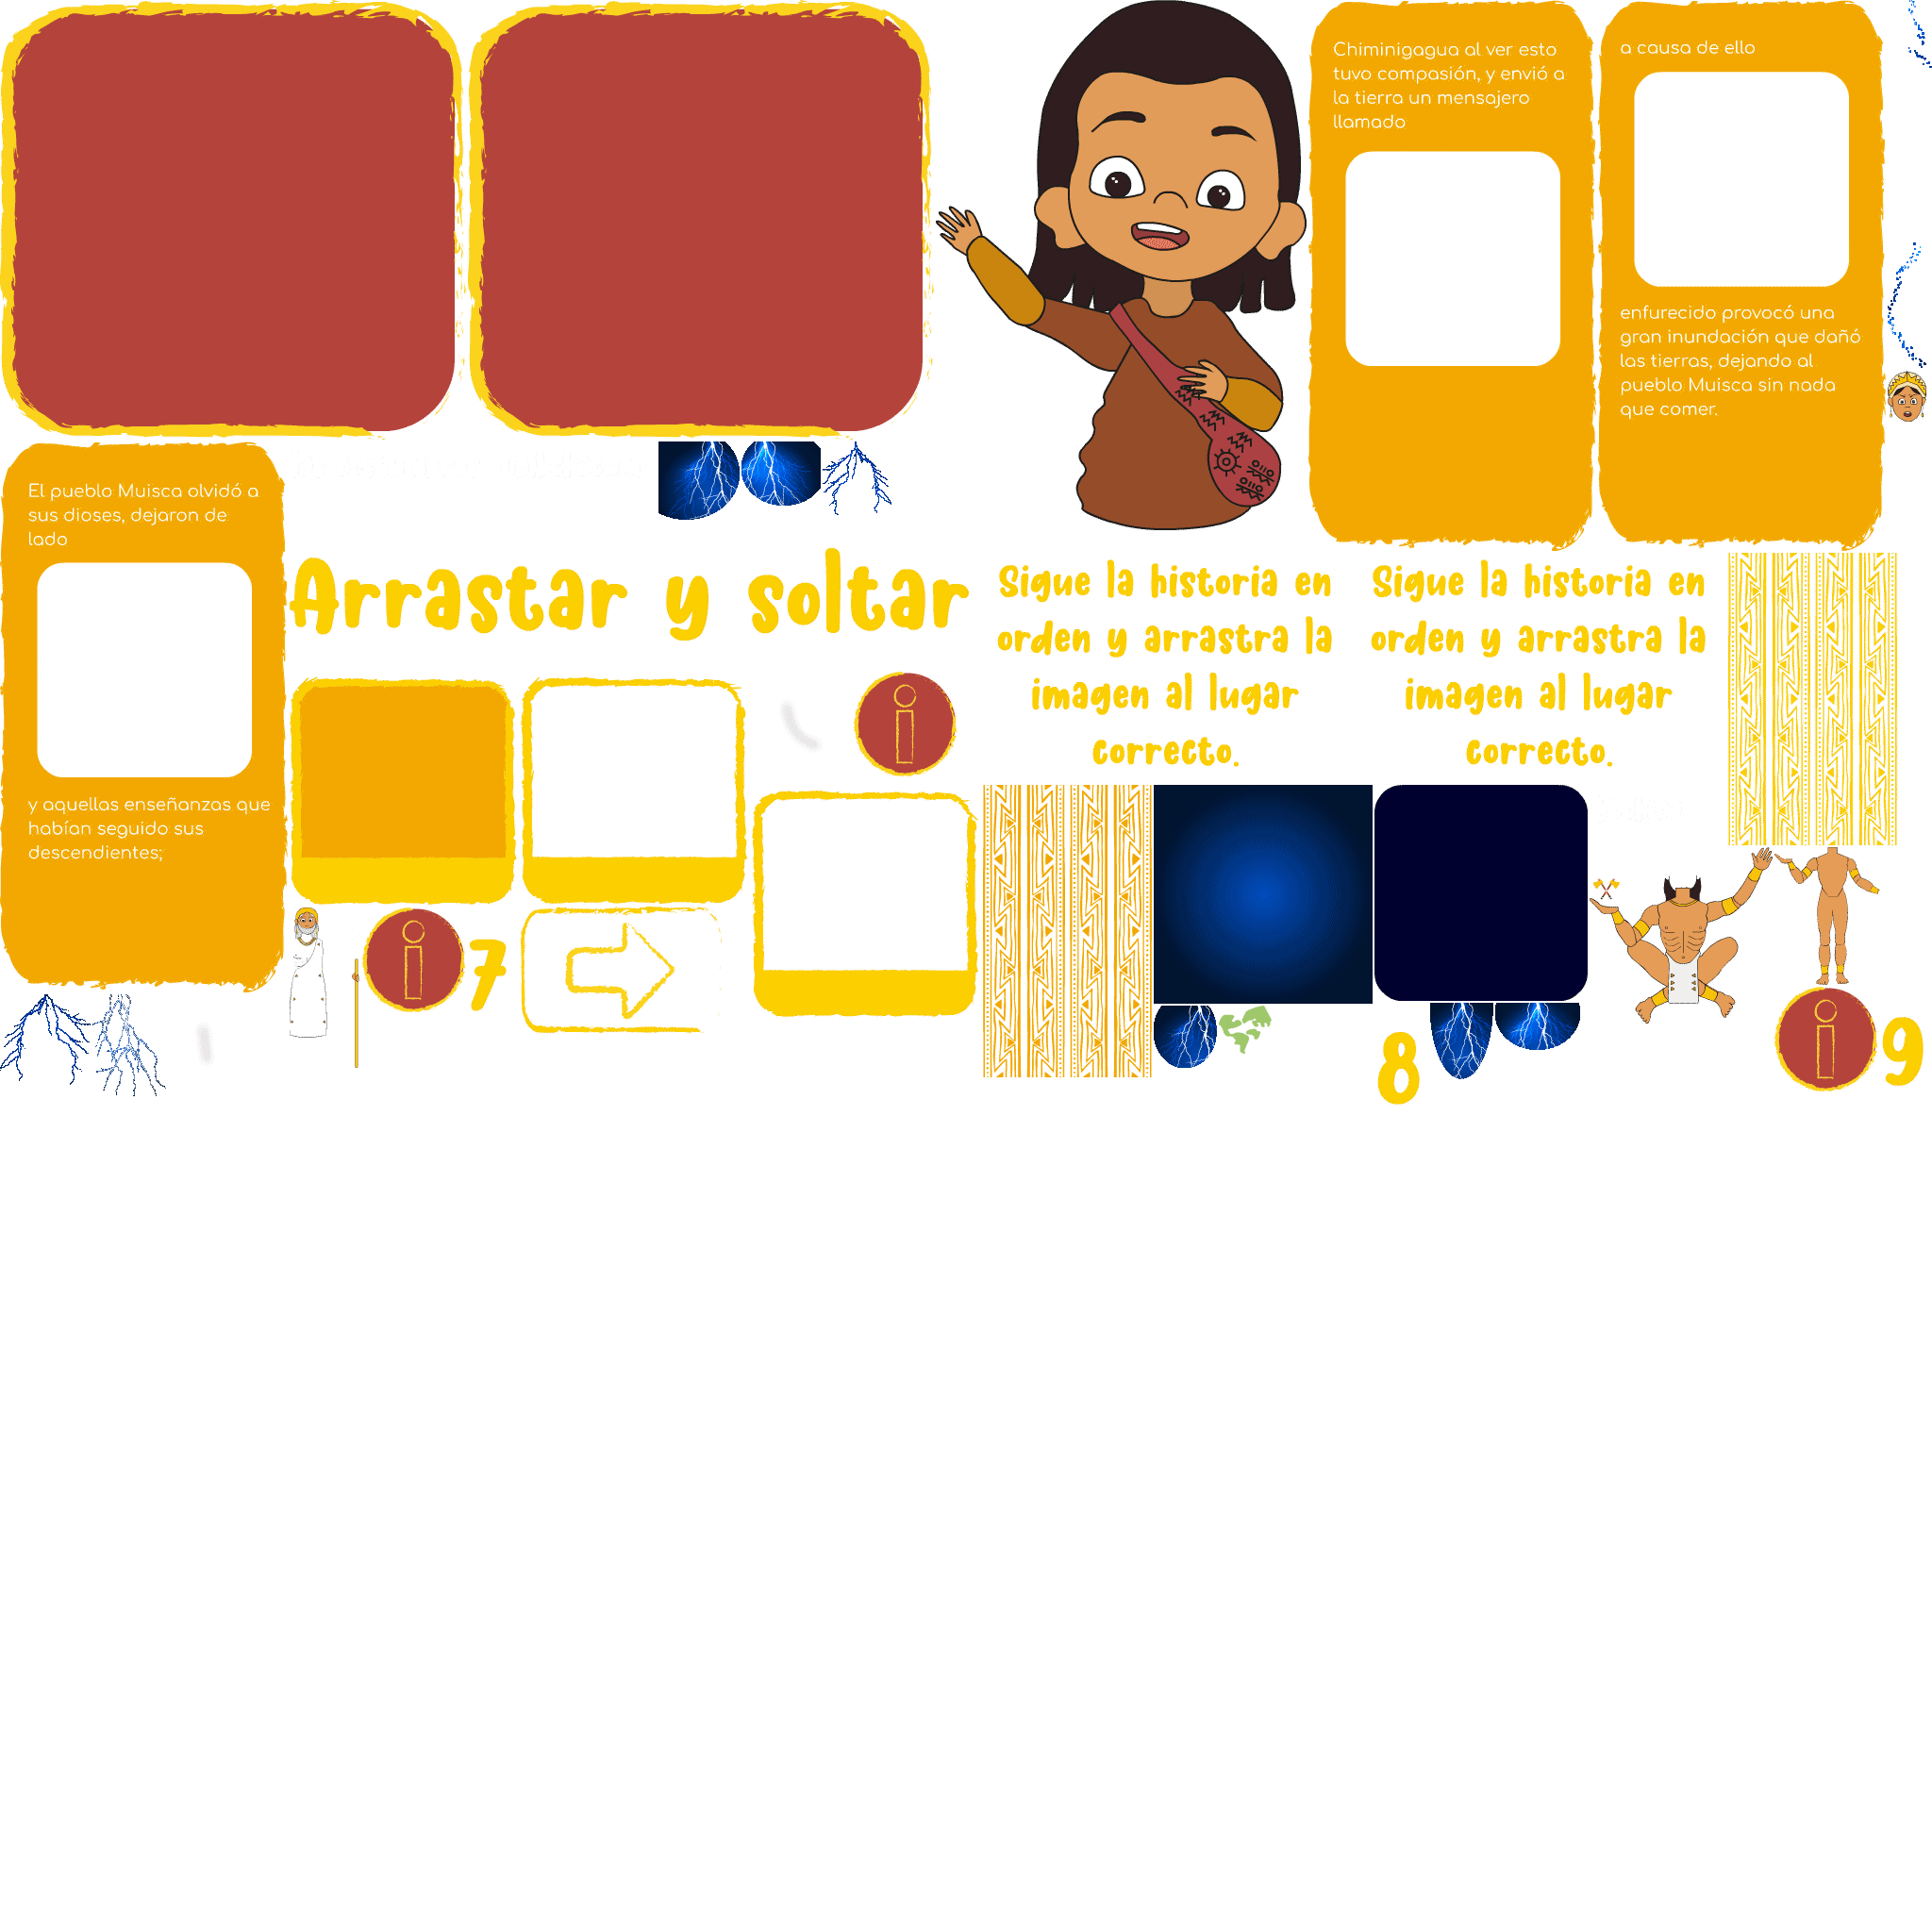 Chiminigagua al ver esto
tuvo compasión, y envió a
la tierra un mensajero
llamado
a causa de ello
enfurecido provocó una
gran inundación que dañó
las tierras, dejando al
pueblo Muisca sin nada
que comer.
El pueblo Muisca olvidó a
sus dioses, dejaron de
lado
y aquellas enseñanzas que
habían seguido sus
descendientes;
Arrastar y soltar
Sigue la historia en
orden y arrastra la
imagen al lugar
correcto.
Sigue la historia en
orden y arrastra la
imagen al lugar
correcto.
i
i
7
8
i
9